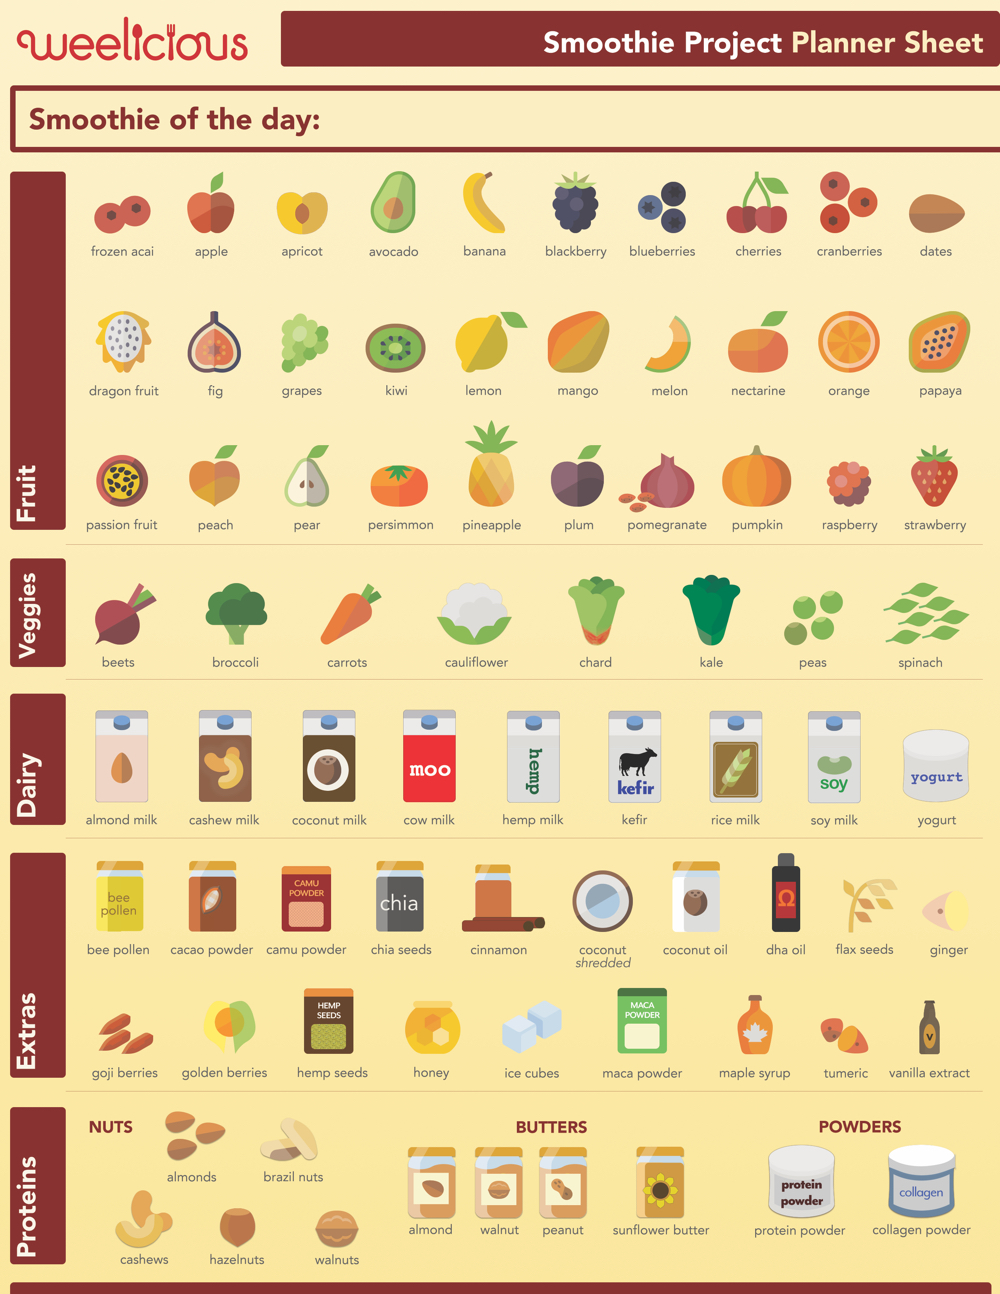 weelicious
Smoothie Project Planner Sheet
Smoothie of the day:
Fruit
frozen acai apple apricot avocado banana blackberry blueberries cherries cranberries dates
dragon fruit fig grapes kiwi lemon mango melon nectarine orange papaya
passion fruit peach pear persimmon pineapple plum pomegranate pumpkin raspberry strawberry
Veggies
beets broccoli carrots cauliflower chard kale peas spinach
Dairy
moo hemp kefir soy yogurt
almond milk cashew milk coconut milk cow milk hemp milk kefir rice milk soy milk yogurt
Extras
bee pollen CAMU POWDER chia Ω
bee pollen cacao powder camu powder chia seeds cinnamon coconut shredded coconut oil dha oil flax seeds ginger
HEMP SEEDS MACA POWDER V
goji berries golden berries hemp seeds honey ice cubes maca powder maple syrup tumeric vanilla extract
Proteins
NUTS
almonds brazil nuts
cashews hazelnuts walnuts
BUTTERS
almond walnut peanut sunflower butter
POWDERS
protein powder collagen
protein powder collagen powder